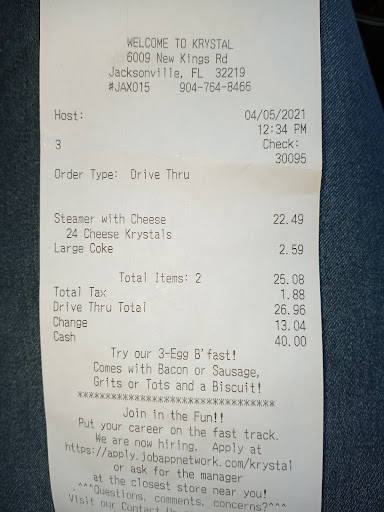 WELCOME TO KRYSTAL
6009 New Kings Rd
Jacksonville, FL 32219
#JAX015 904-764-8466
Host: 04/05/2021
12:34 PM
3 Check:
30095
Order Type: Drive Thru
Steamer with Cheese 22.49
24 Cheese Krystals
Large Coke 2.59
Total Items: 2 25.08
Total Tax 1.88
Drive Thru Total 26.96
Change 13.04
Cash 40.00
Try our 3-Egg B'fast!
Comes with Bacon or Sausage,
Grits or Tots and a Biscuit!
**********************************
Join in the Fun!!
Put your career on the fast track.
We are now hiring. Apply at
https://apply.jobappnetwork.com/krystal
or ask for the manager
at the closest store near you!
^^^Questions, comments, concerns?^^^
Visit our Contact